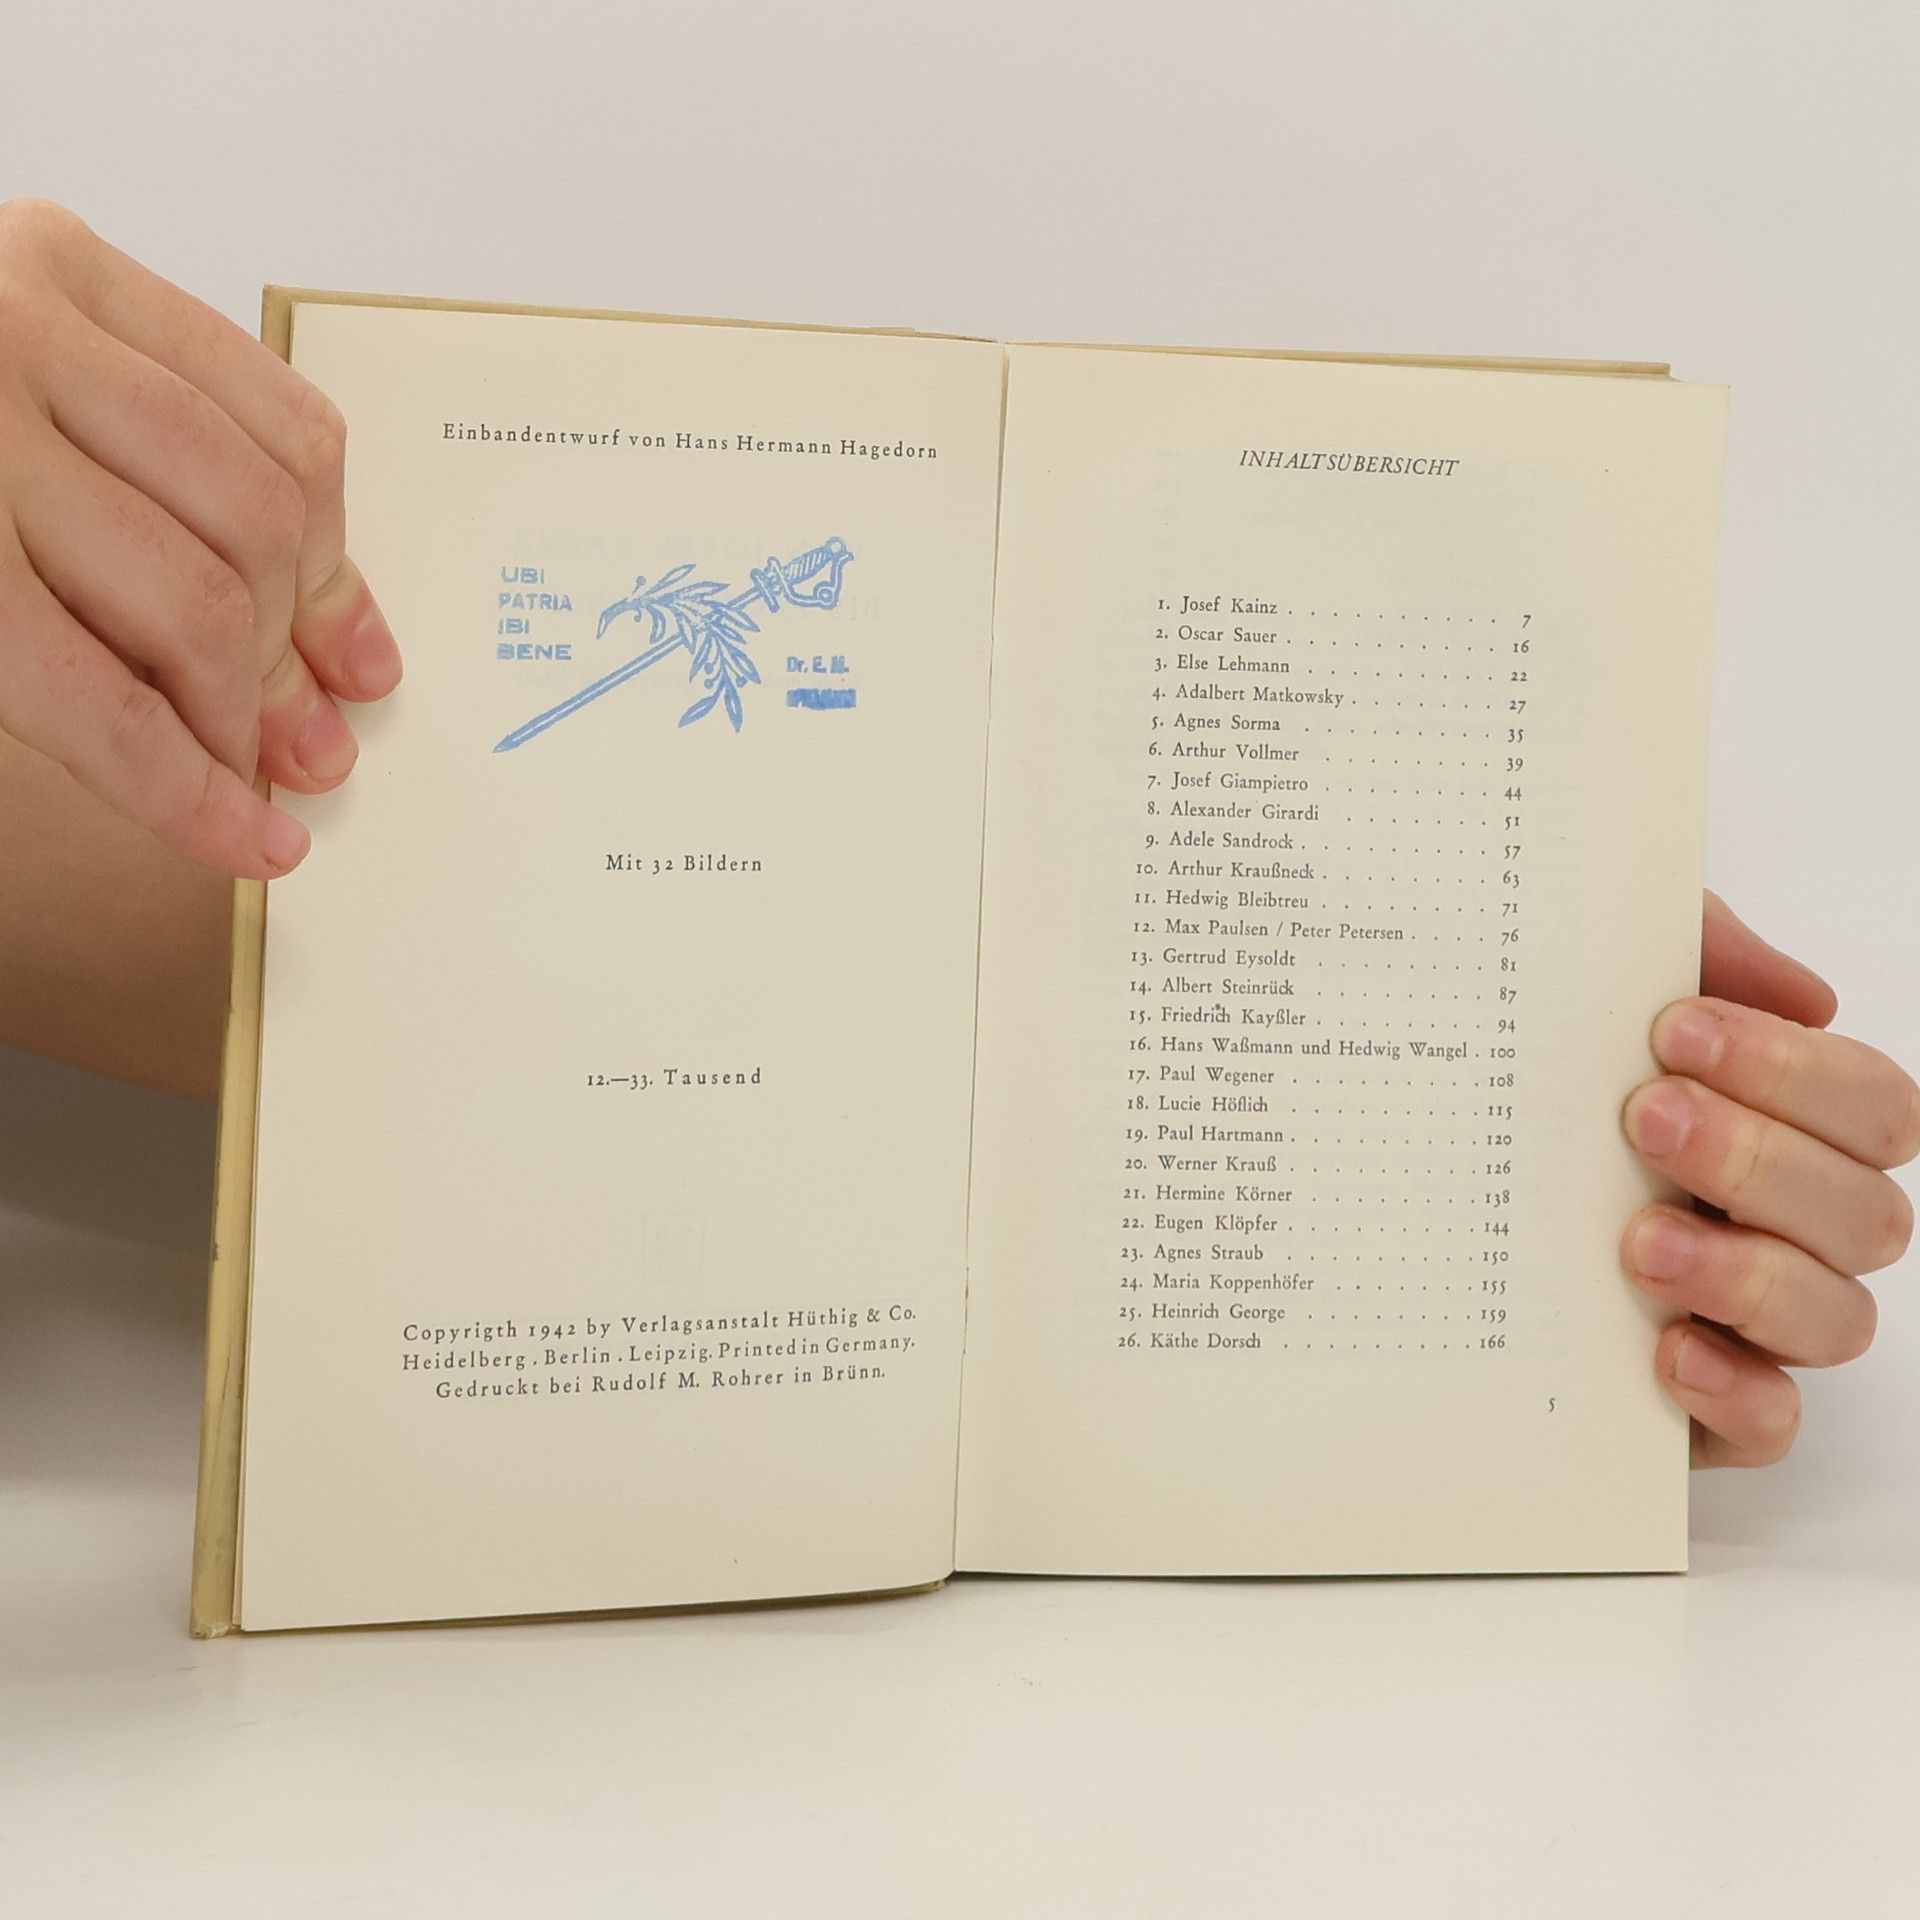 Einbandentwurf von Hans Hermann Hagedorn
UBI
PATRIA
IBI
BENE
Dr. E. M.
Mit 32 Bildern
12.—33. Tausend
Copyrigth 1942 by Verlagsanstalt Hüthig & Co.
Heidelberg . Berlin . Leipzig. Printed in Germany.
Gedruckt bei Rudolf M. Rohrer in Brünn.
INHALTSÜBERSICHT
1. Josef Kainz . . . . . . . . . . 7
2. Oscar Sauer . . . . . . . . . . 16
3. Else Lehmann . . . . . . . . . 22
4. Adalbert Matkowsky . . . . . . . 27
5. Agnes Sorma . . . . . . . . . 35
6. Arthur Vollmer . . . . . . . . 39
7. Josef Giampietro . . . . . . . . 44
8. Alexander Girardi . . . . . . . 51
9. Adele Sandrock . . . . . . . . . 57
10. Arthur Kraußneck . . . . . . . . 63
11. Hedwig Bleibtreu . . . . . . . . 71
12. Max Paulsen / Peter Petersen . . . . 76
13. Gertrud Eysoldt . . . . . . . . 81
14. Albert Steinrück . . . . . . . . 87
15. Friedrich Kayßler . . . . . . . . 94
16. Hans Waßmann und Hedwig Wangel . 100
17. Paul Wegener . . . . . . . . . 108
18. Lucie Höflich . . . . . . . . . 115
19. Paul Hartmann . . . . . . . . . 120
20. Werner Krauß . . . . . . . . . 126
21. Hermine Körner . . . . . . . . 138
22. Eugen Klöpfer . . . . . . . . . 144
23. Agnes Straub . . . . . . . . . 150
24. Maria Koppenhöfer . . . . . . . 155
25. Heinrich George . . . . . . . . 159
26. Käthe Dorsch . . . . . . . . . 166
5